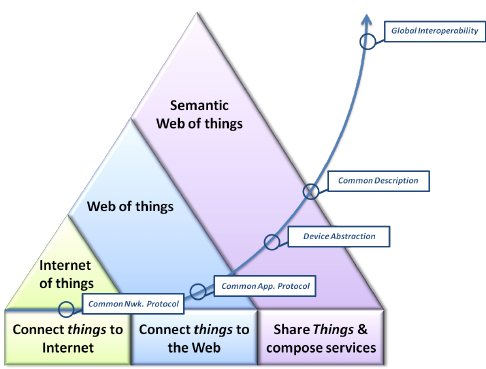 Global Interoperability
Semantic
Web of things
Common Description
Web of things
Device Abstraction
Internet
of things
Common App. Protocol
Common Nwk. Protocol
Connect things to
Internet
Connect things to
the Web
Share Things &
compose services